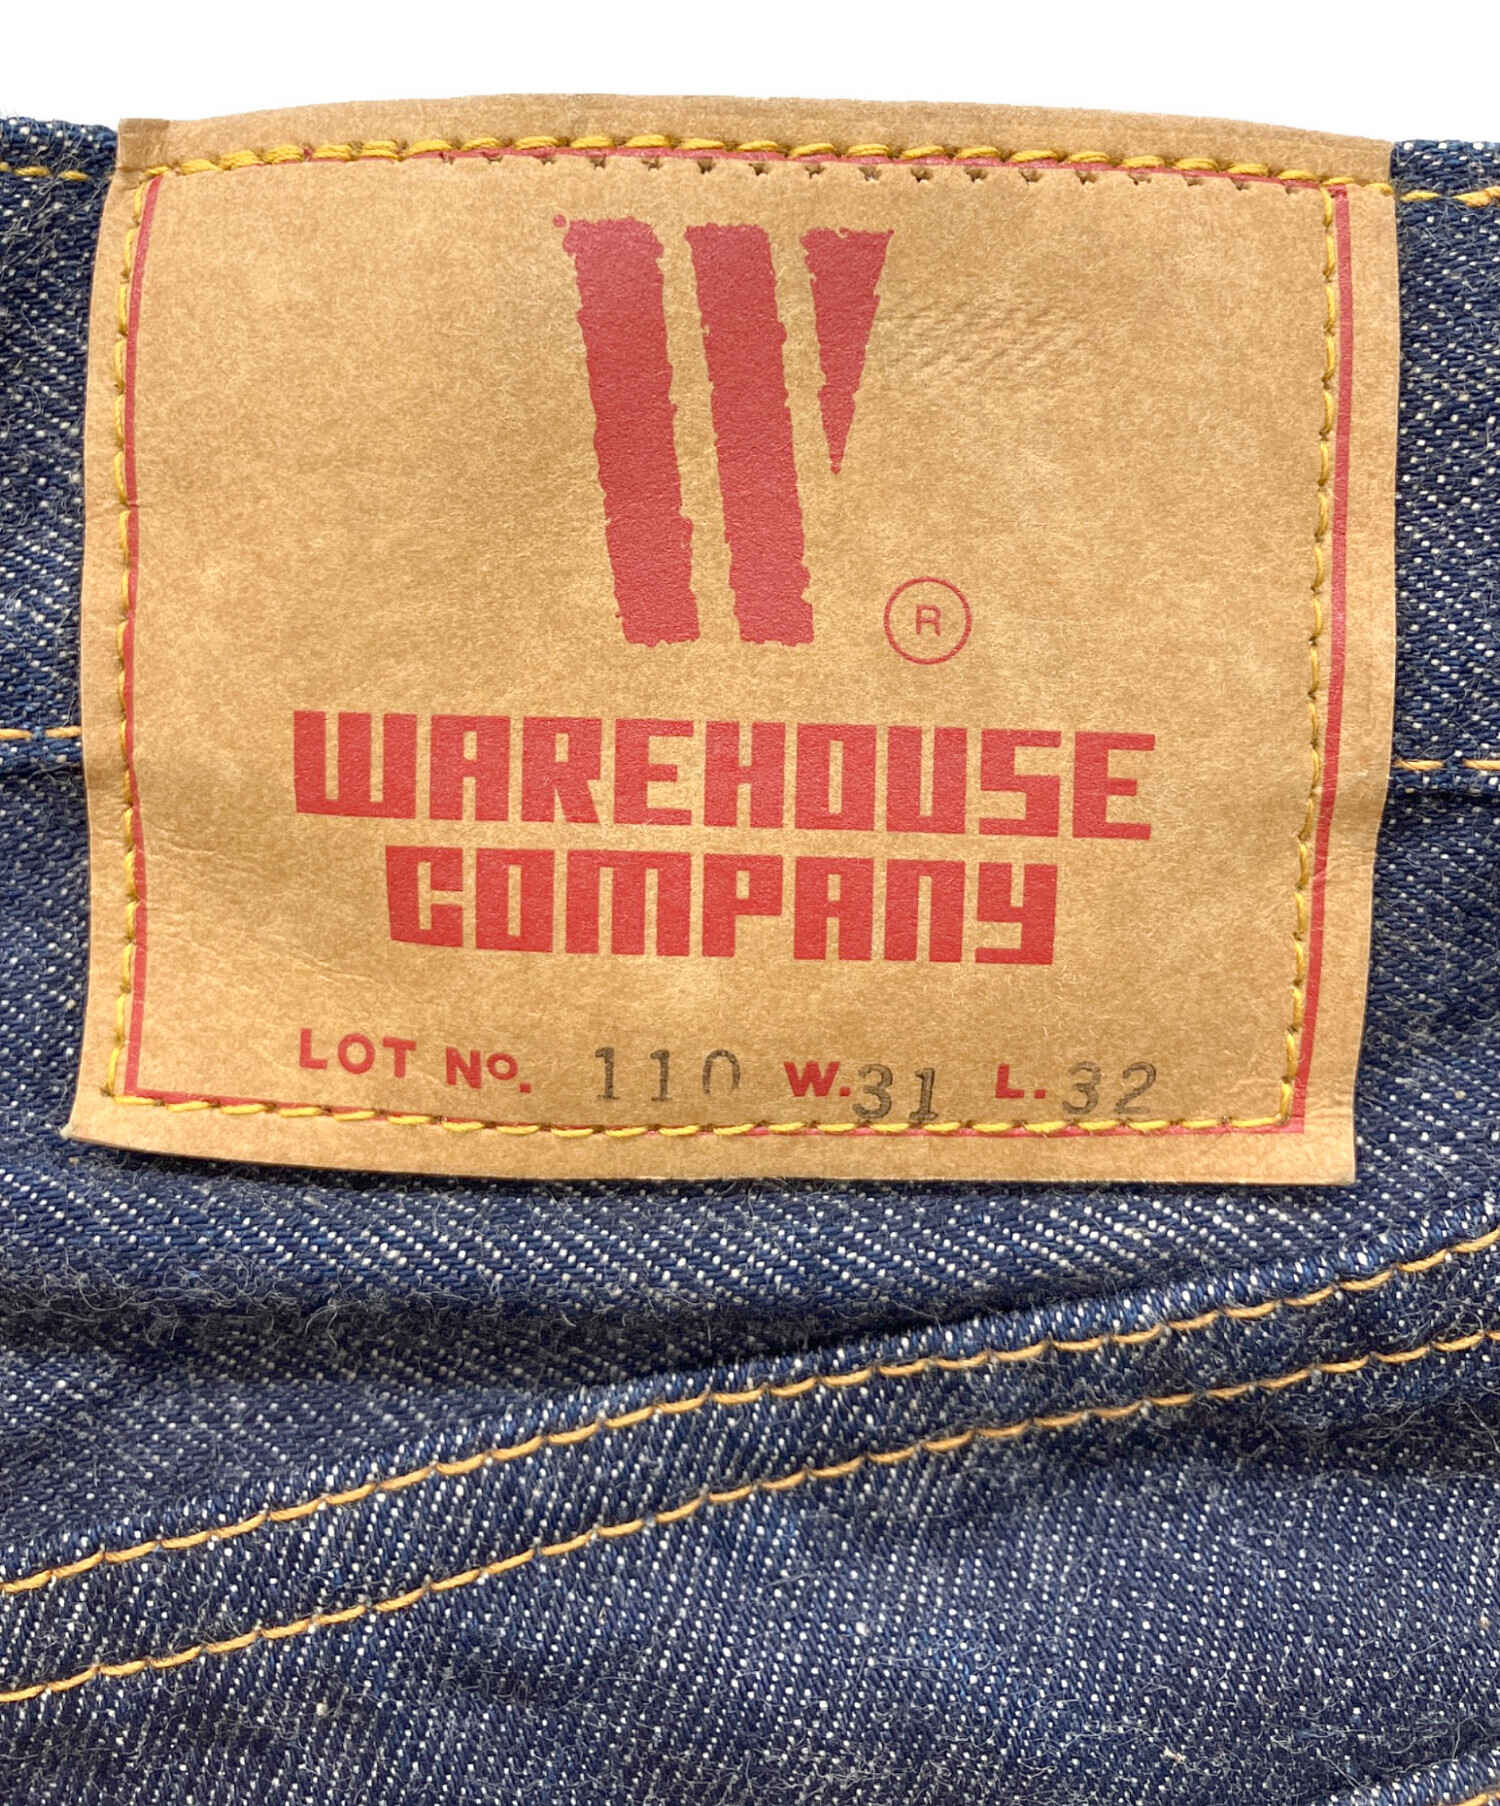 W ®
WAREHOUSE
COMPANY
LOT No. 110 W. 31 L. 32